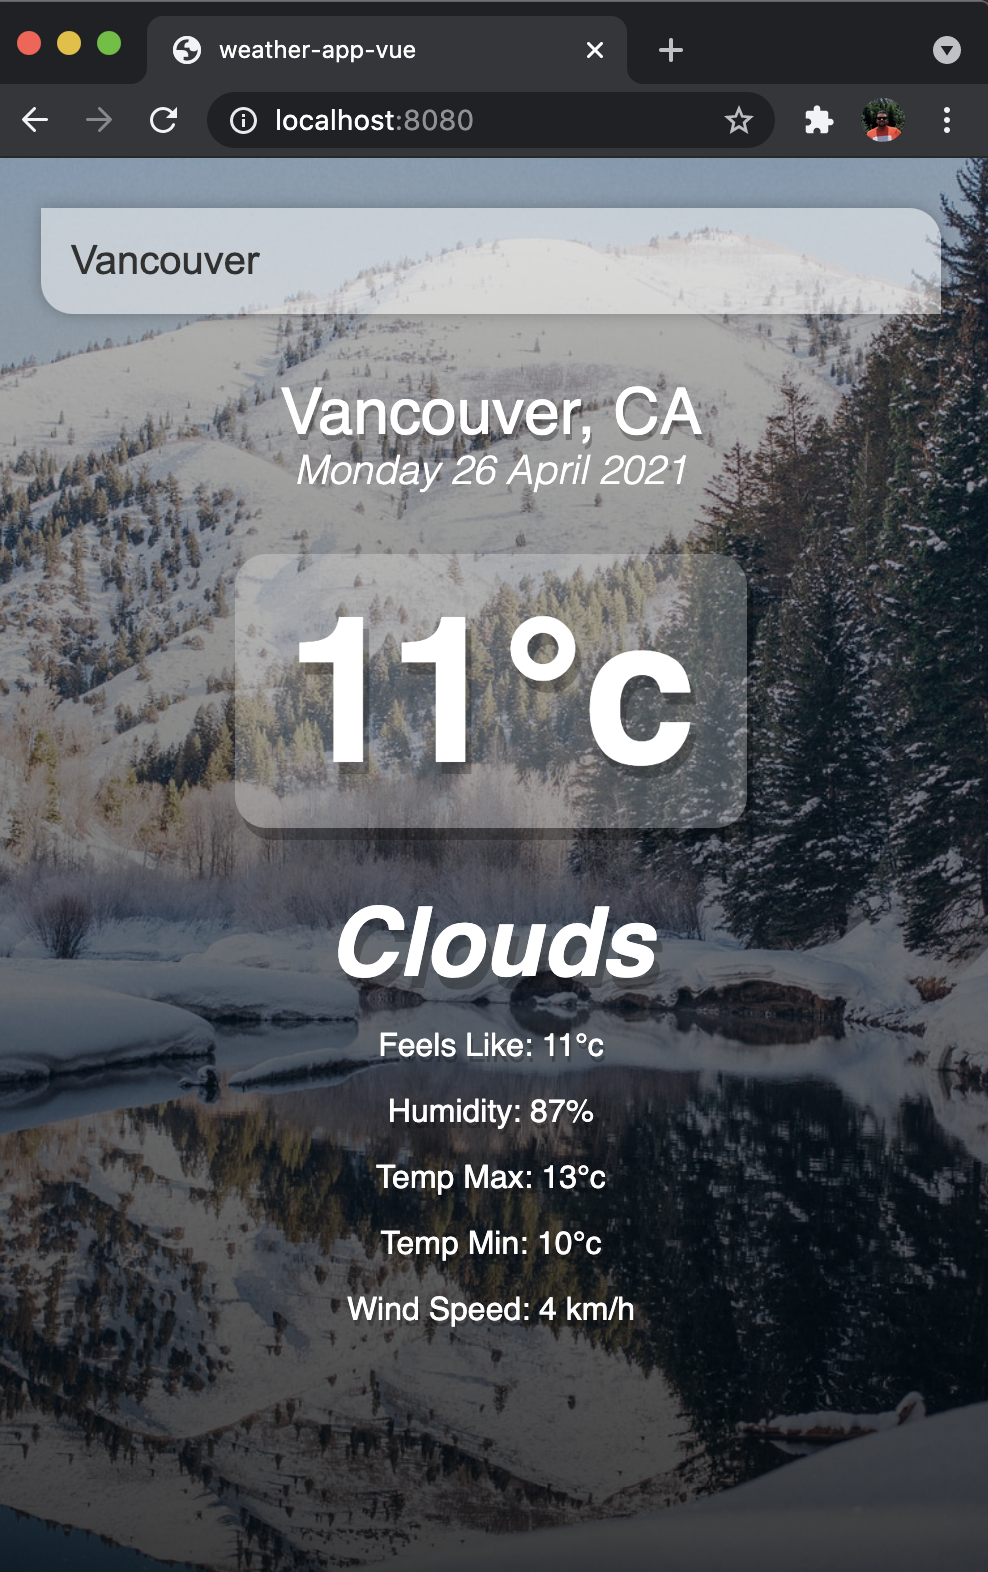 weather-app-vue
localhost:8080
Vancouver
Vancouver, CA
Monday 26 April 2021
11°c
Clouds
Feels Like: 11°c
Humidity: 87%
Temp Max: 13°c
Temp Min: 10°c
Wind Speed: 4 km/h